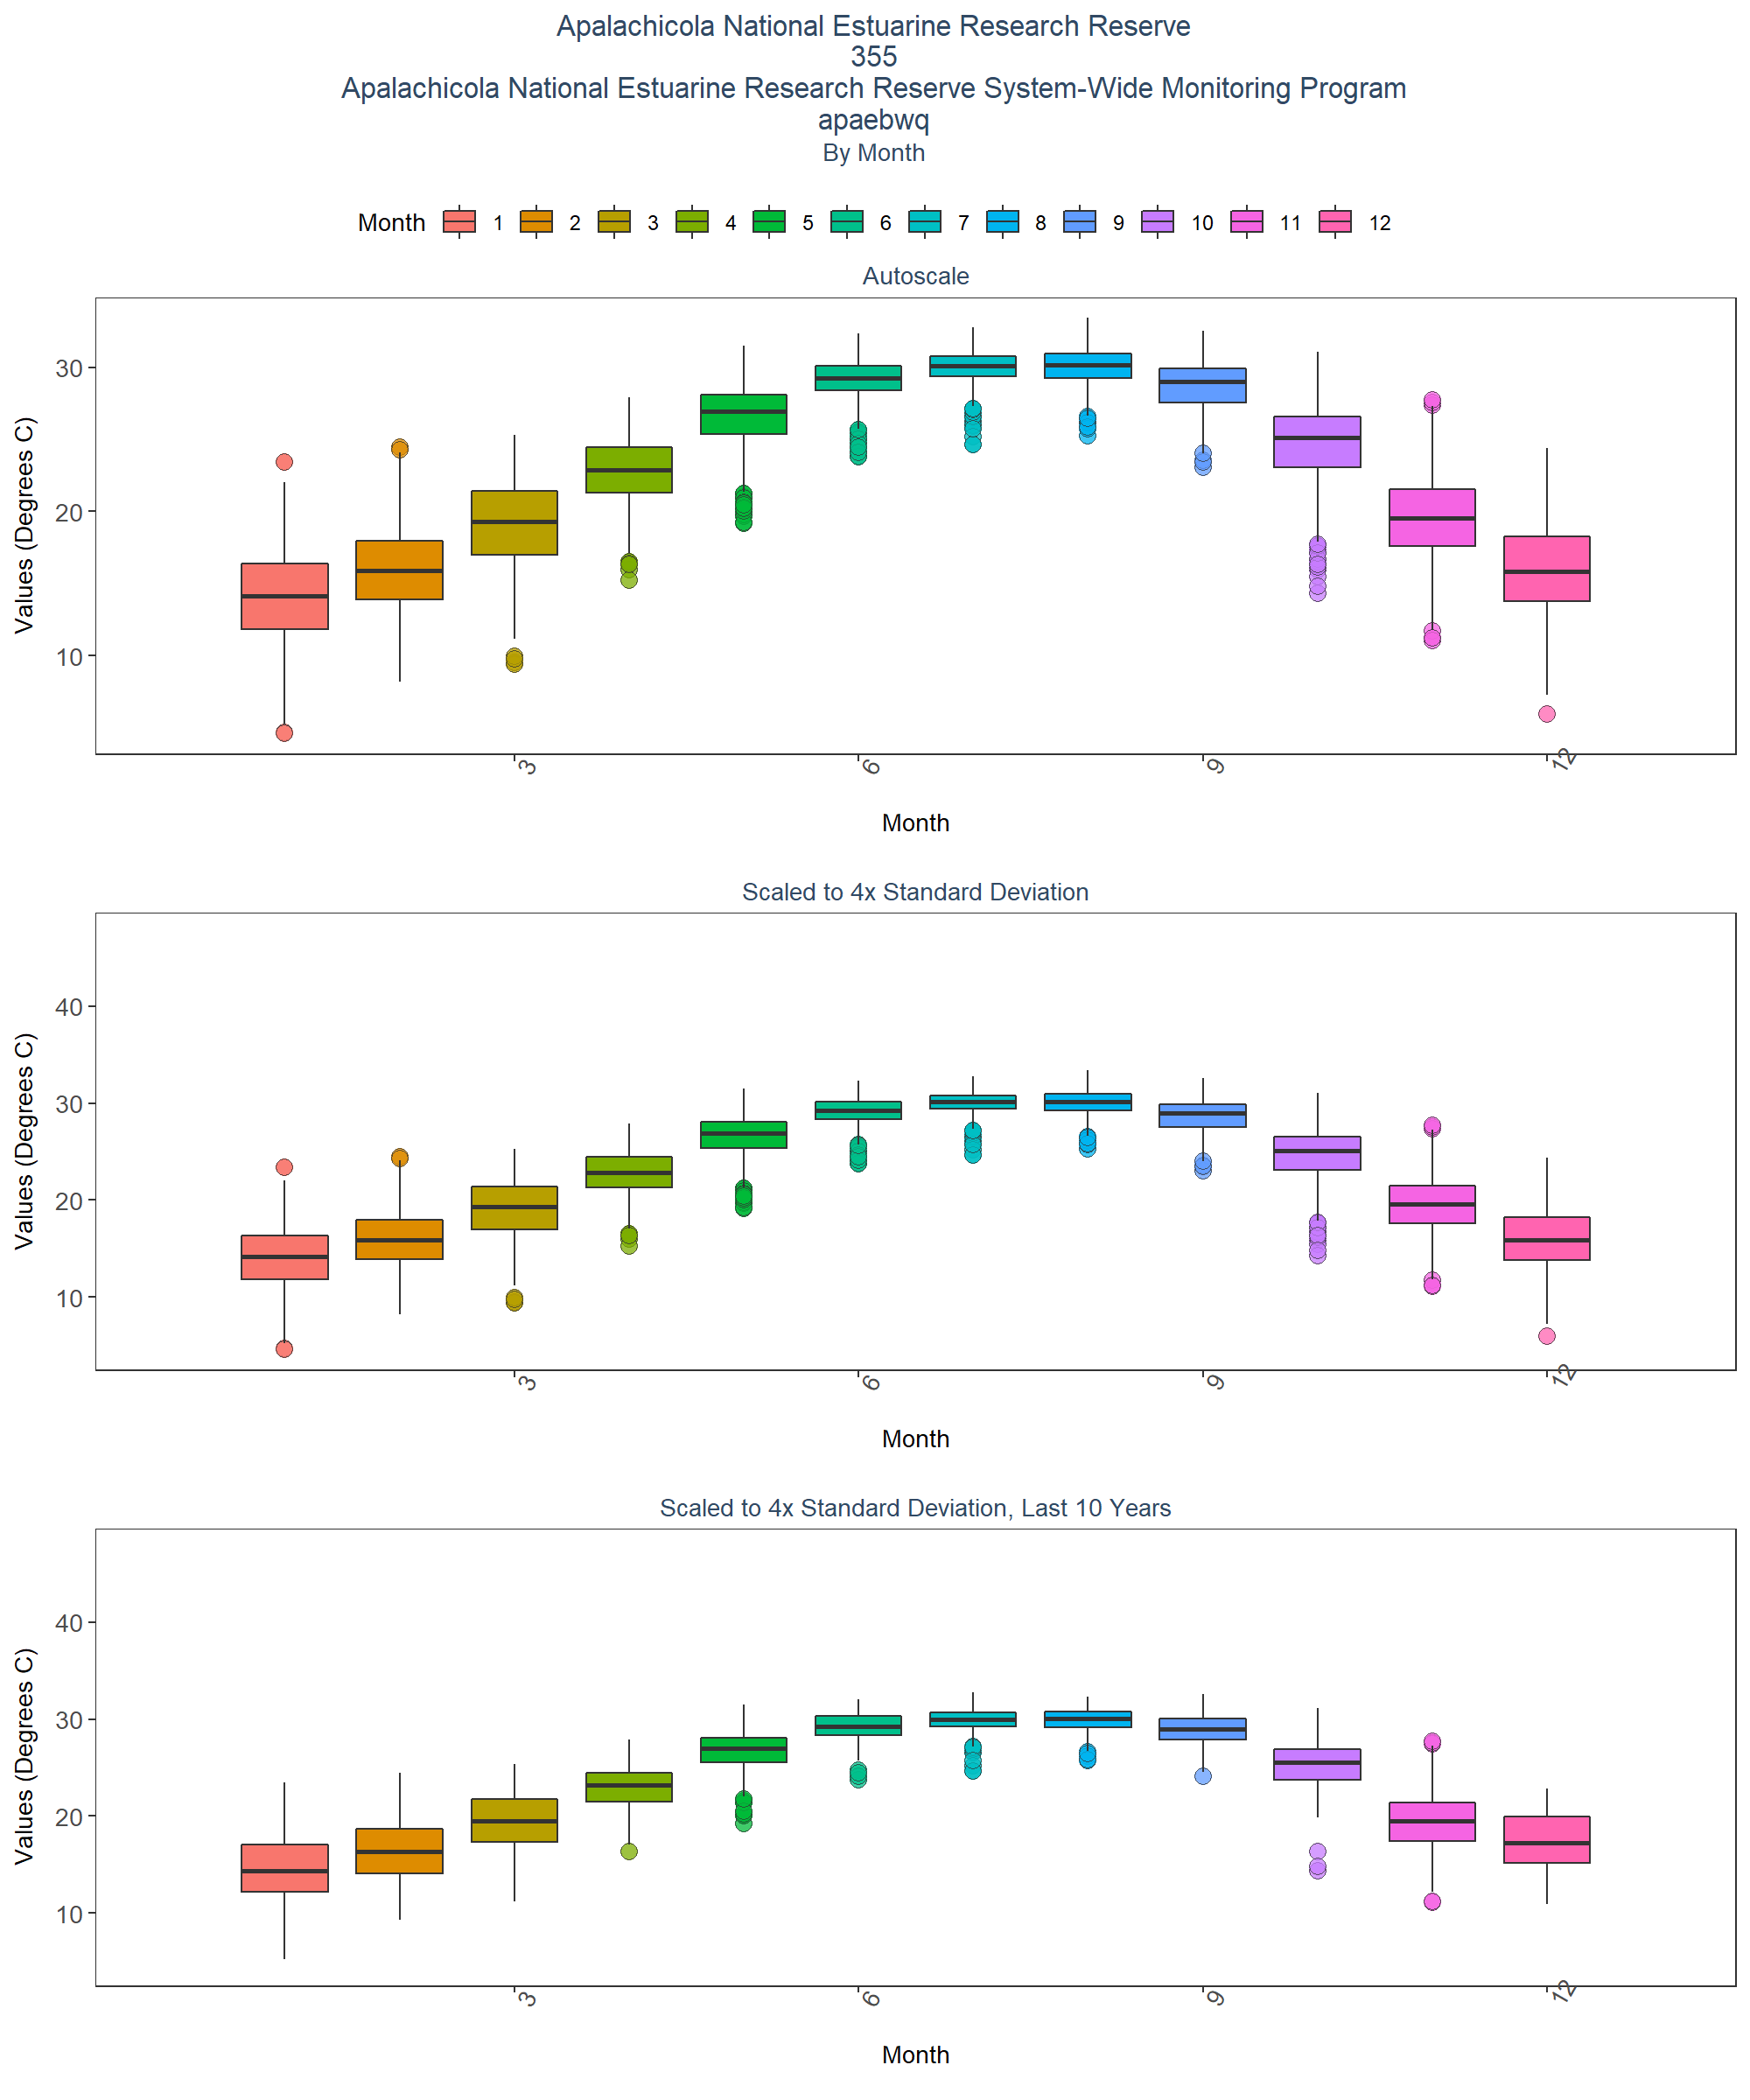 Apalachicola National Estuarine Research Reserve
355
Apalachicola National Estuarine Research Reserve System-Wide Monitoring Program
apaebwq
By Month
Month 1 2 3 4 5 6 7 8 9 10 11 12
Autoscale
Values (Degrees C)
30
20
10
3 6 9 12
Month
Scaled to 4x Standard Deviation
Values (Degrees C)
40
30
20
10
3 6 9 12
Month
Scaled to 4x Standard Deviation, Last 10 Years
Values (Degrees C)
40
30
20
10
3 6 9 12
Month